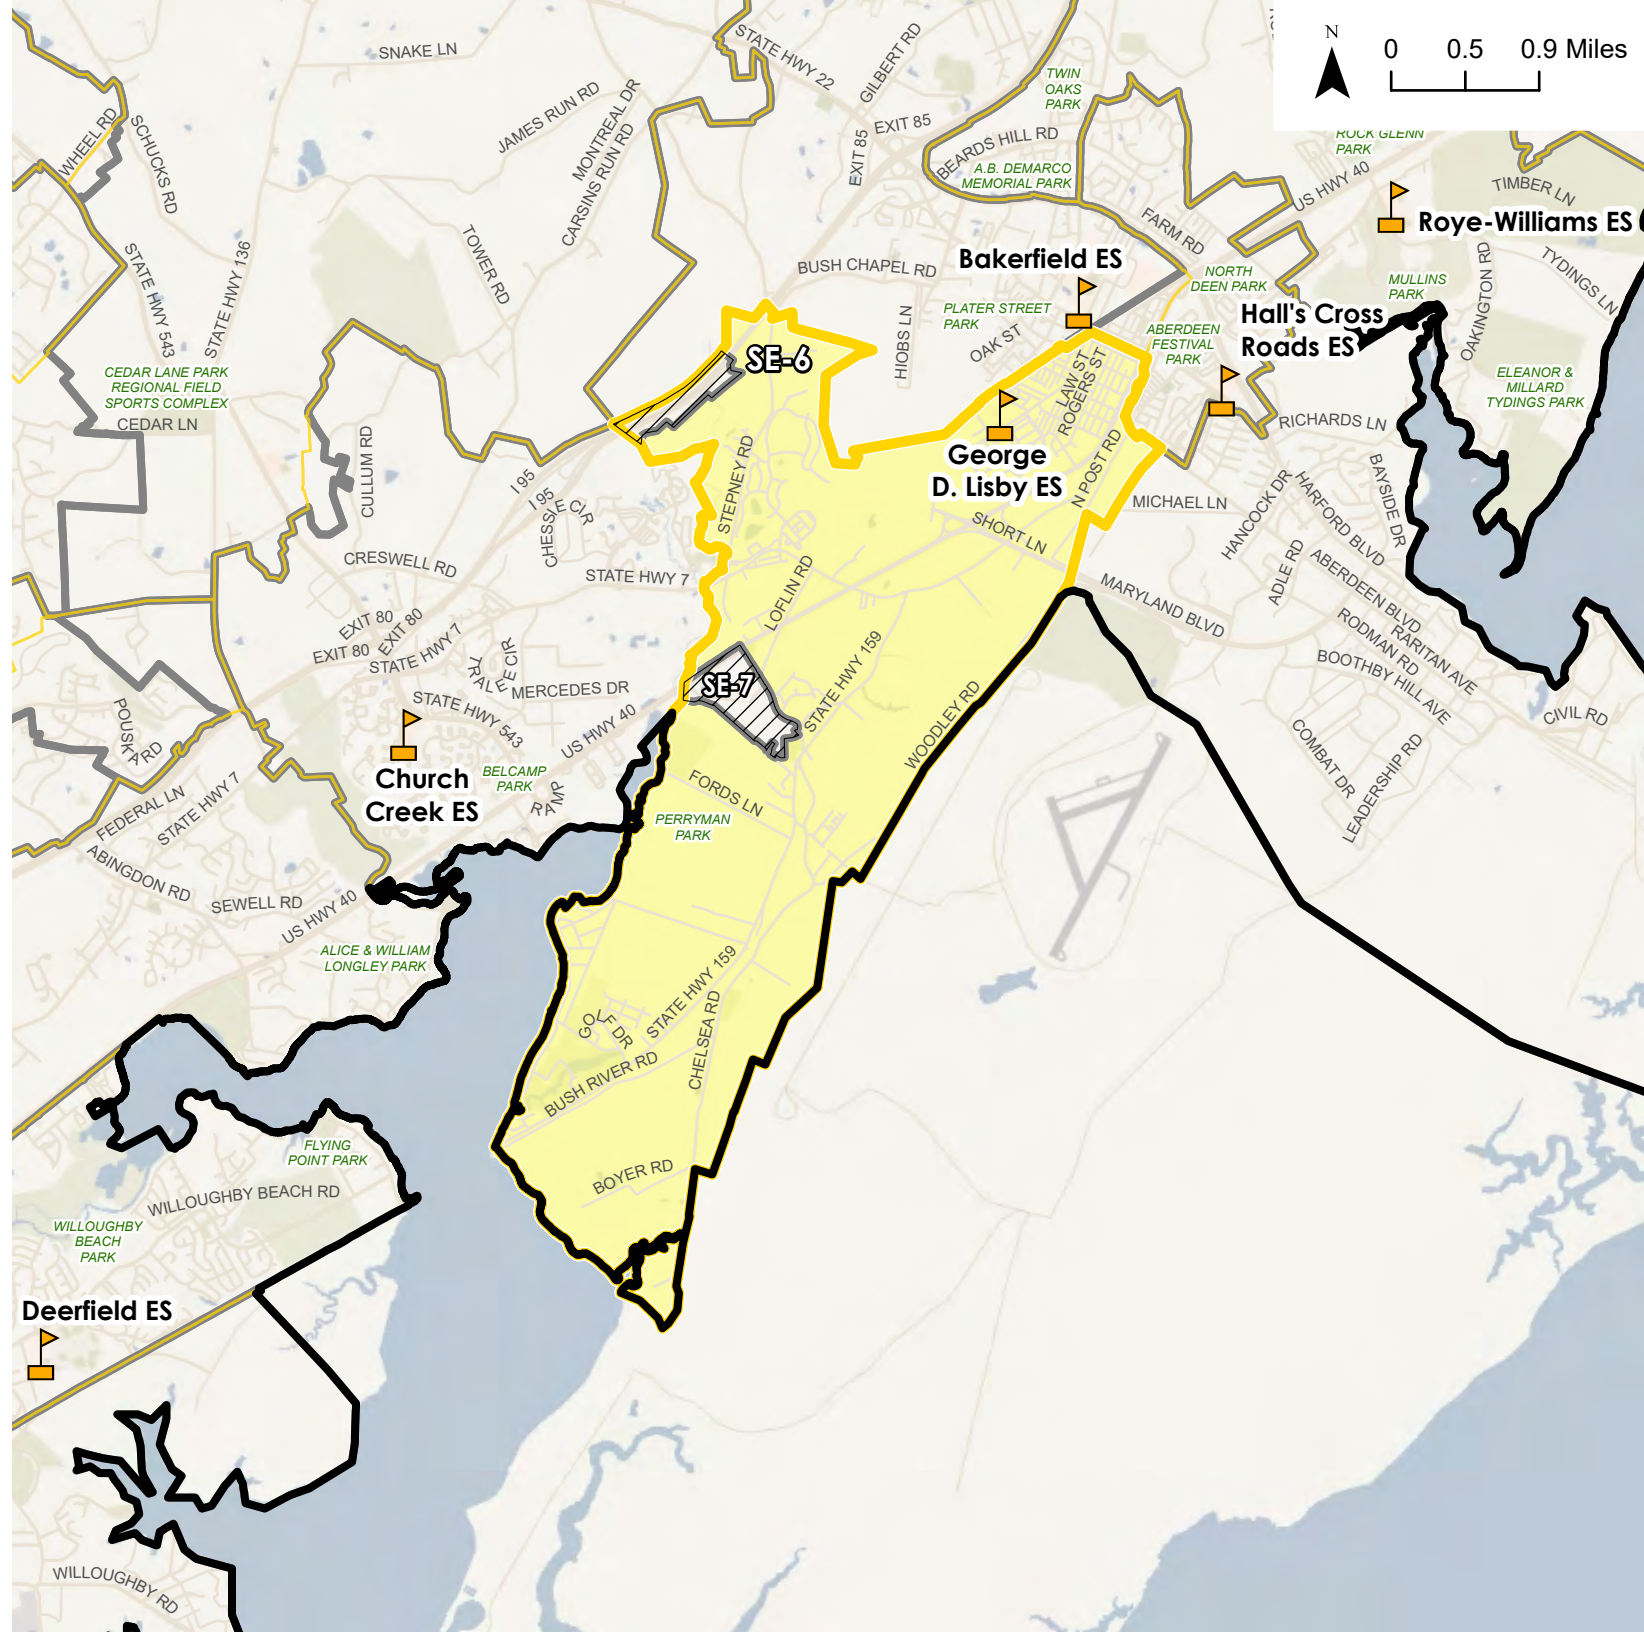 N
0 0.5 0.9 Miles
SNAKE LN
STATE HWY 22
GILBERT RD
TWIN
OAKS
PARK
JAMES RUN RD
MONTREAL DR
CARSINS RUN RD
EXIT 85
EXIT 85
BEARDS HILL RD
A.B. DEMARCO
MEMORIAL PARK
ROCK GLENN
PARK
US HWY 40
TIMBER LN
WHEEL RD
SCHUCKS RD
Roye-Williams ES
FARM RD
STATE HWY 543
STATE HWY 136
TOWER RD
BUSH CHAPEL RD
Bakerfield ES
NORTH
DEEN PARK
MULLINS
PARK
OAKINGTON RD
TYDINGS LN
HIOBS LN
PLATER STREET
PARK
OAK ST
ABERDEEN
FESTIVAL
PARK
Hall's Cross
Roads ES
SE-6
LAW ST
ROGERS ST
CEDAR LANE PARK
REGIONAL FIELD
SPORTS COMPLEX
CEDAR LN
ELEANOR &
MILLARD
TYDINGS PARK
RICHARDS LN
CULLUM RD
STEPNEY RD
George
D. Lisby ES
N POST RD
I 95
I 95
CHESSIE CIR
MICHAEL LN
HANCOCK DR
HARFORD BLVD
BAYSIDE DR
SHORT LN
CRESWELL RD
STATE HWY 7
LOFLIN RD
ADLE RD
ABERDEEN BLVD
MARYLAND BLVD
RARITAN AVE
RODMAN RD
EXIT 80
EXIT 80
EXIT 80
STATE HWY 7
TRALEE CIR
MERCEDES DR
SE-7
STATE HWY 159
BOOTHBY HILL AVE
CIVIL RD
POUSKA RD
STATE HWY 543
US HWY 40
WOODLEY RD
COMBAT DR
LEADERSHIP RD
Church
Creek ES
BELCAMP
PARK
RAMP
FORDS LN
PERRYMAN
PARK
FEDERAL LN
STATE HWY 7
ABINGDON RD
SEWELL RD
US HWY 40
ALICE & WILLIAM
LONGLEY PARK
STATE HWY 159
GOLF DR
CHELSEA RD
BUSH RIVER RD
FLYING
POINT PARK
BOYER RD
WILLOUGHBY BEACH RD
WILLOUGHBY
BEACH
PARK
Deerfield ES
WILLOUGHBY RD